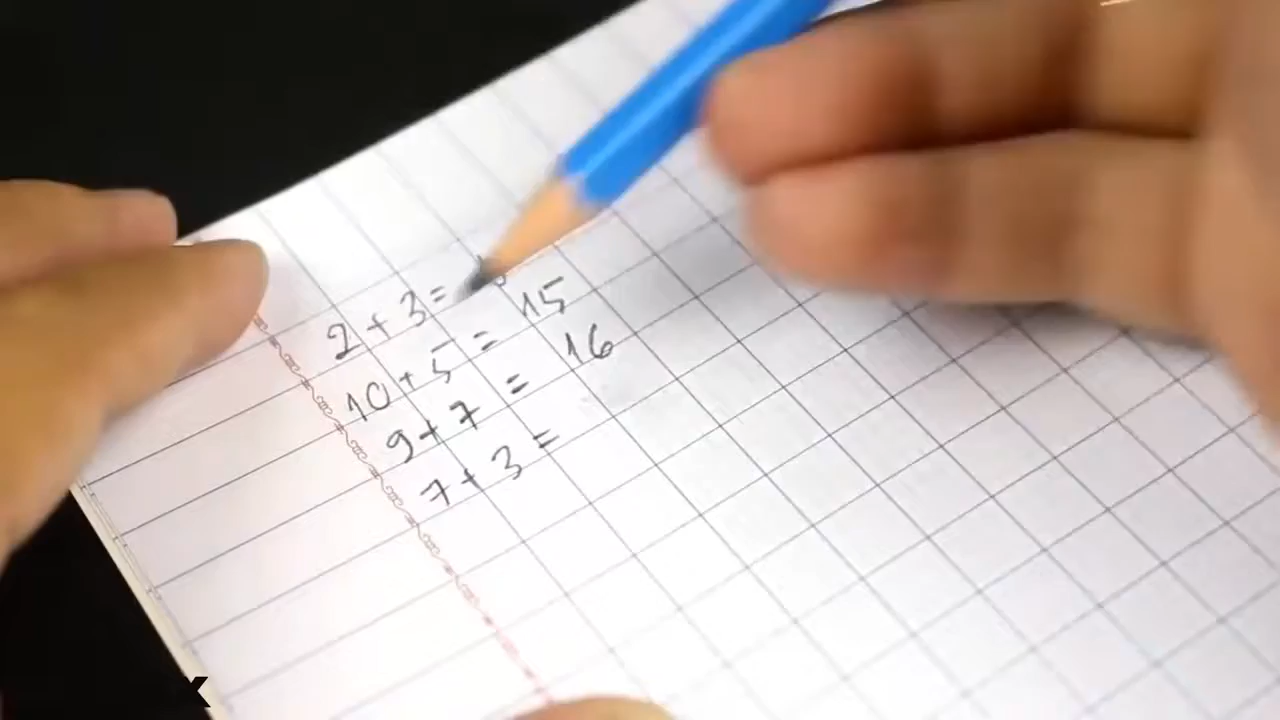 2 + 3 =
10 + 5 = 15
9 + 7 = 16
7 + 3 =